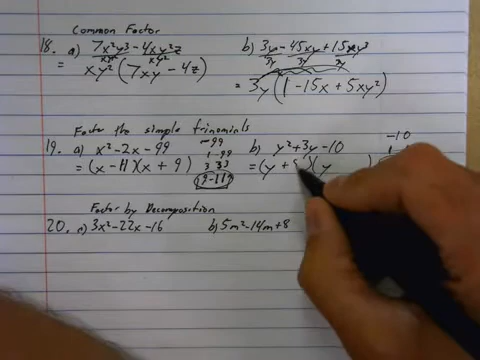 Common Factor
18. a) 7x²y³ - 4xy²z b) 3y - 45xy + 15xy³
xy² xy² 3y 3y 3y
= xy²(7xy - 4z) = 3y(1 - 15x + 5xy²)
Factor the simple trinomials
19. a) x² - 2x - 99 -99 b) y² + 3y - 10 -10
= (x - 11)(x + 9) 1 -99 = (y + 5)(y
3 33
9 -11
Factor by Decomposition
20. a) 3x² - 22x - 16 b) 5m² - 14m + 8